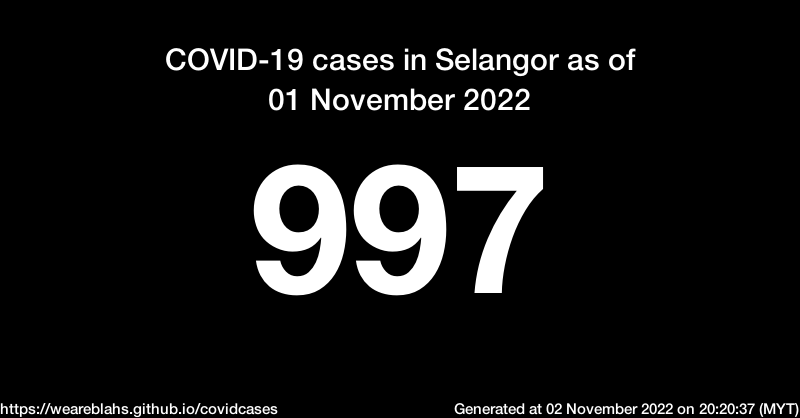 COVID-19 cases in Selangor as of
01 November 2022
997
https://weareblahs.github.io/covidcases
Generated at 02 November 2022 on 20:20:37 (MYT)